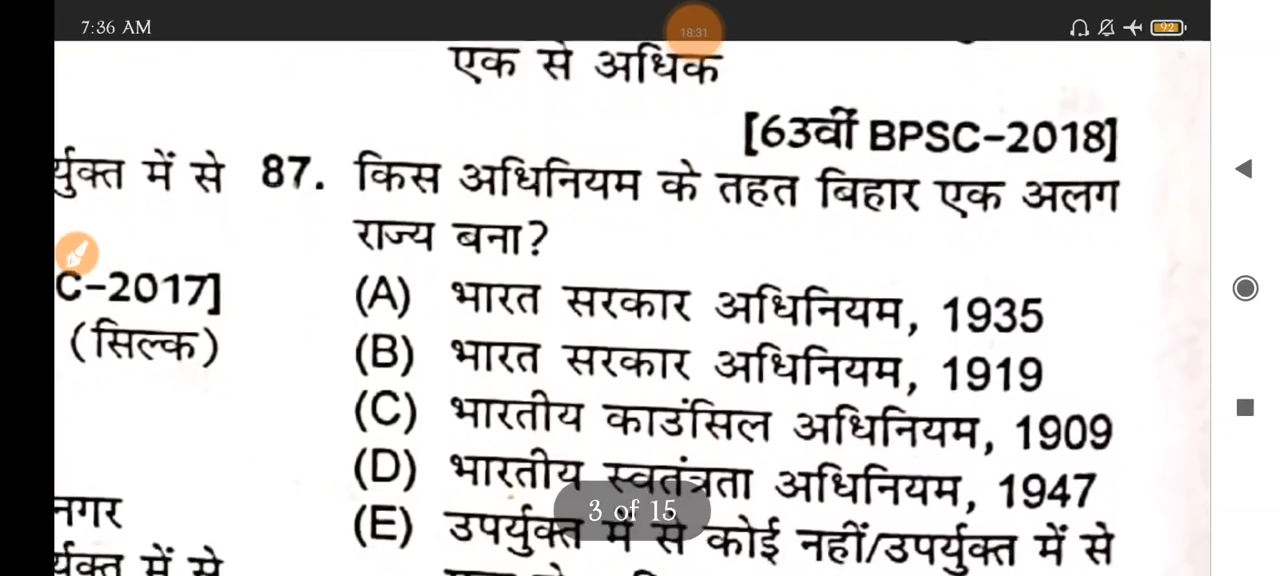 7:36 AM
18:31
92
एक से अधिक
[63वीं BPSC-2018]
र्युक्त में से
C-2017]
(सिल्क)
नगर
र्युक्त में से
87. किस अधिनियम के तहत बिहार एक अलग
राज्य बना?
(A) भारत सरकार अधिनियम, 1935
(B) भारत सरकार अधिनियम, 1919
(C) भारतीय काउंसिल अधिनियम, 1909
(D) भारतीय स्वतंत्रता अधिनियम, 1947
(E) उपर्युक्त में से कोई नहीं/उपर्युक्त में से
3 of 15